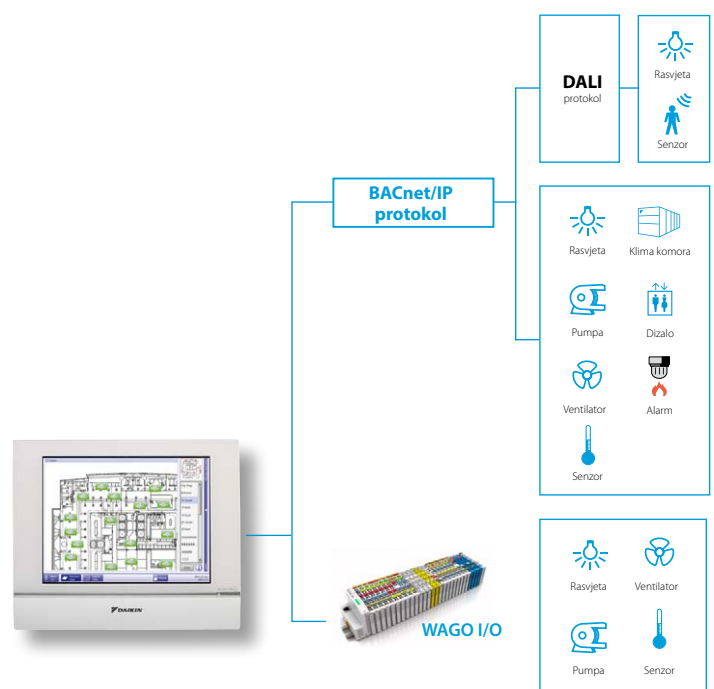 DALI
protokol
Rasvjeta
Senzor
BACnet/IP
protokol
Rasvjeta
Klima komora
Pumpa
Dizalo
Ventilator
Alarm
Senzor
DAIKIN
WAGO I/O
Rasvjeta
Ventilator
Pumpa
Senzor